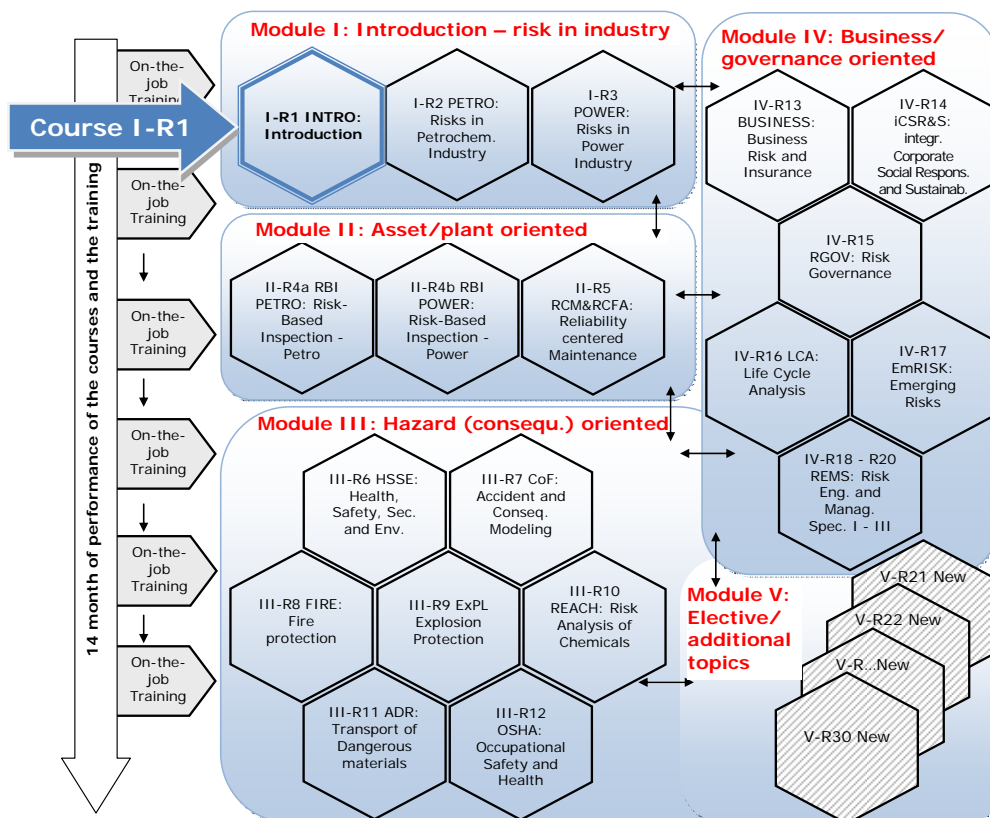 14 month of performance of the courses and the training
On-the-
job
Training
Course I-R1
On-the-
job
Training
On-the-
job
Training
On-the-
job
Training
On-the-
job
Training
On-the-
job
Training
Module I: Introduction – risk in industry
I-R1 INTRO:
Introduction
I-R2 PETRO:
Risks in
Petrochem.
Industry
I-R3
POWER:
Risks in
Power
Industry
Module II: Asset/plant oriented
II-R4a RBI
PETRO: Risk-
Based
Inspection -
Petro
II-R4b RBI
POWER:
Risk-Based
Inspection -
Power
II-R5
RCM&RCFA:
Reliability
centered
Maintenance
Module III: Hazard (consequ.) oriented
III-R6 HSSE:
Health,
Safety, Sec.
and Env.
III-R7 CoF:
Accident and
Conseq.
Modeling
III-R8 FIRE:
Fire
protection
III-R9 ExPL
Explosion
Protection
III-R10
REACH: Risk
Analysis of
Chemicals
III-R11 ADR:
Transport of
Dangerous
materials
III-R12
OSHA:
Occupational
Safety and
Health
Module IV: Business/
governance oriented
IV-R13
BUSINESS:
Business
Risk and
Insurance
IV-R14
iCSR&S:
integr.
Corporate
Social Respons.
and Sustainab.
IV-R15
RGOV: Risk
Governance
IV-R16 LCA:
Life Cycle
Analysis
IV-R17
EmRISK:
Emerging
Risks
IV-R18 - R20
REMS: Risk
Eng. and
Manag.
Spec. I - III
Module V:
Elective/
additional
topics
V-R21 New
V-R22 New
V-R...New
V-R30 New